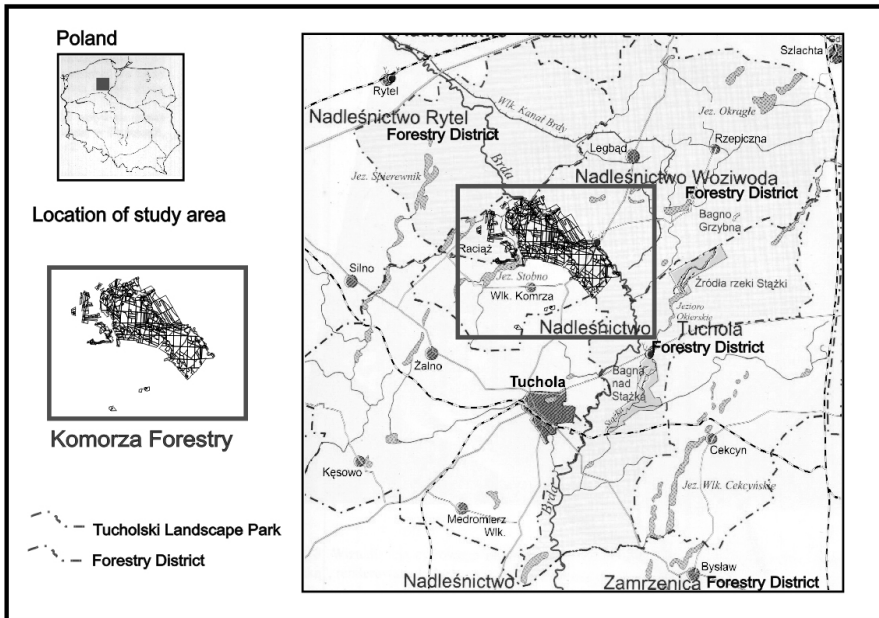 Poland
Location of study area
Komorza Forestry
Tucholski Landscape Park
Forestry District
Szlachta
Rytel
Wlk. Kanał Brdy
Jez. Okrągłe
Nadleśnictwo Rytel
Forestry District
Rzepiczna
Legbąd
Brda
Jez. Śpierewnik
Nadleśnictwo Woziwoda
Forestry District
Bagno
Grzybna
Raciąż
Silno
Jez. Stobno
Źródła rzeki Stążki
Wlk. Komrza
Jezioro
Okierskie
Nadleśnictwo Tuchola
Forestry District
Żalno
Bagna
nad
Stążką
Tuchola
Stążka
Cekcyn
Kęsowo
Jez. Wlk. Cekcyńskie
Brda
Medromierz
Wlk.
Bysław
Nadleśnictwo Zamrzenica Forestry District